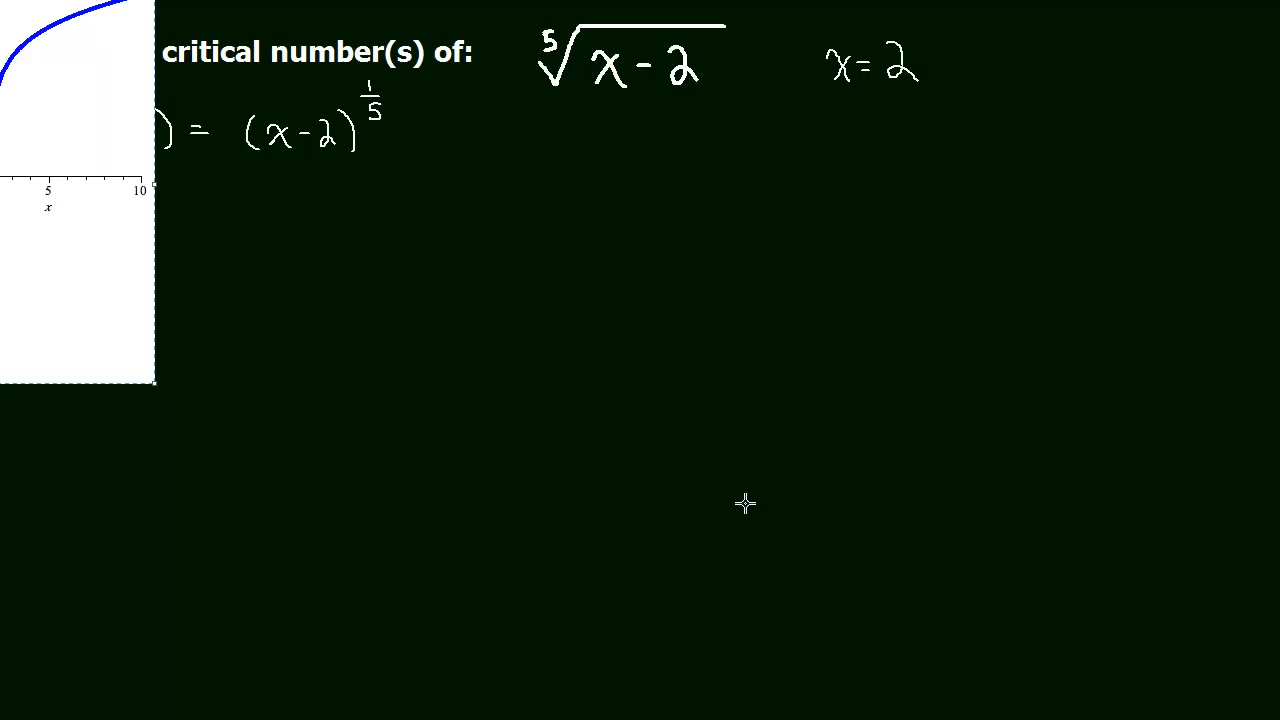 critical number(s) of: ⁵√(x - 2) x = 2
) = (x - 2)^(1/5)
5 10
x